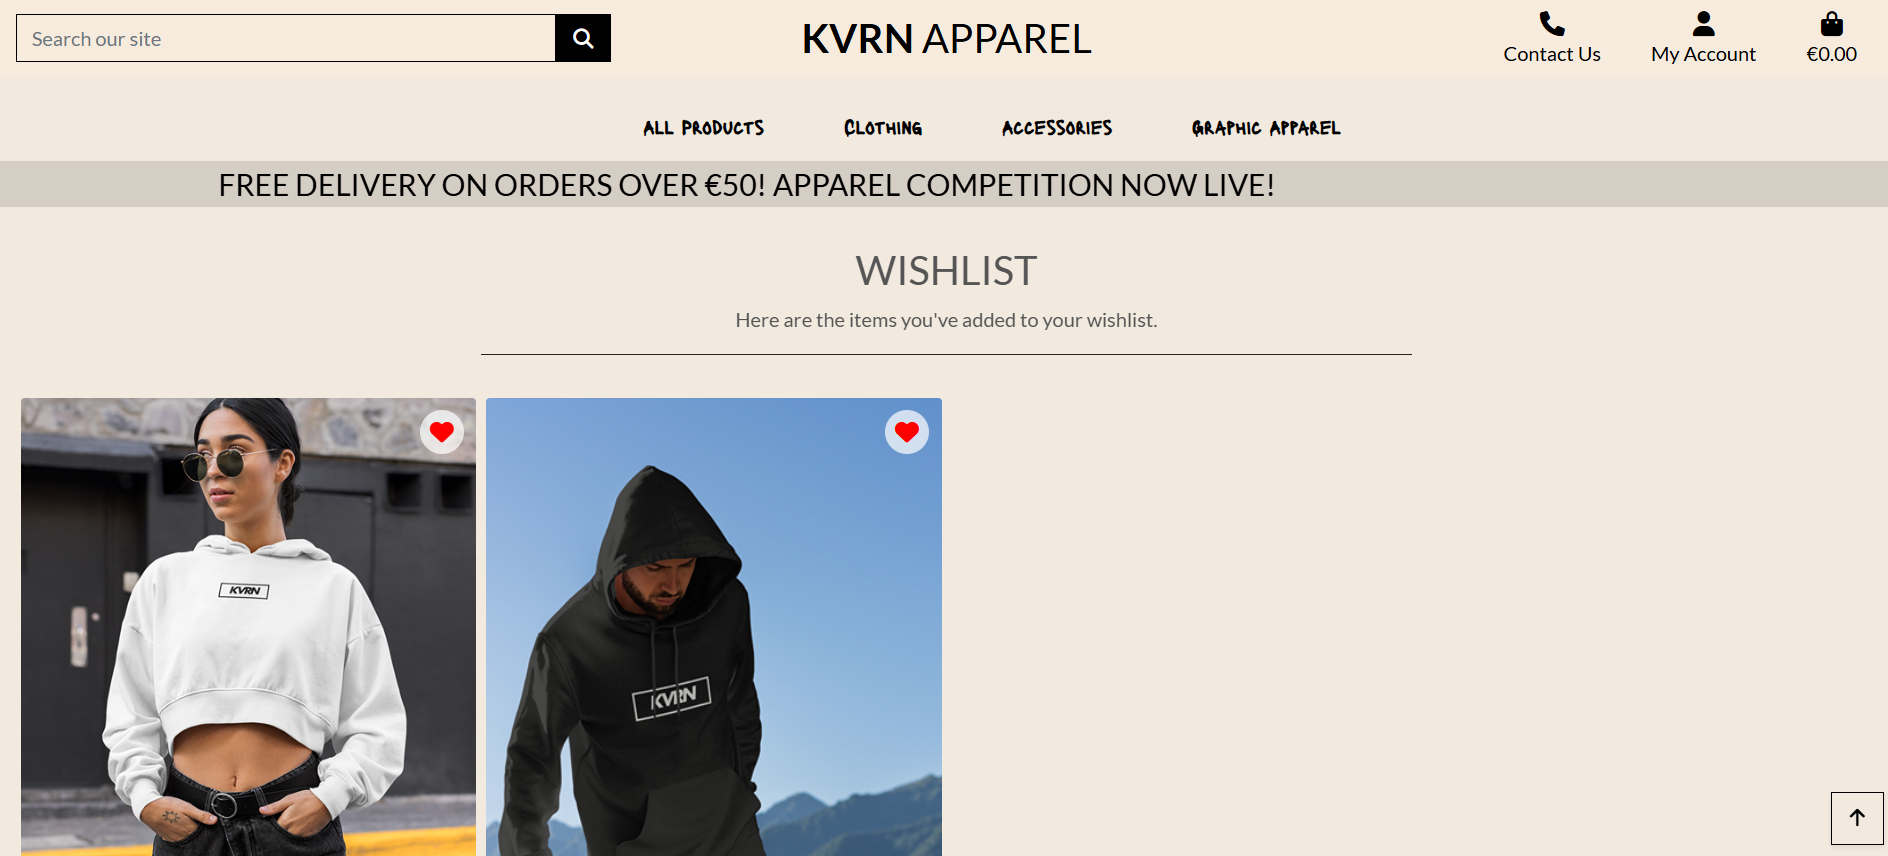 Search our site
KVRN APPAREL
Contact Us
My Account
€0.00
ALL PRODUCTS
CLOTHING
ACCESSORIES
GRAPHIC APPAREL
FREE DELIVERY ON ORDERS OVER €50! APPAREL COMPETITION NOW LIVE!
WISHLIST
Here are the items you've added to your wishlist.
KVRN
KVRN